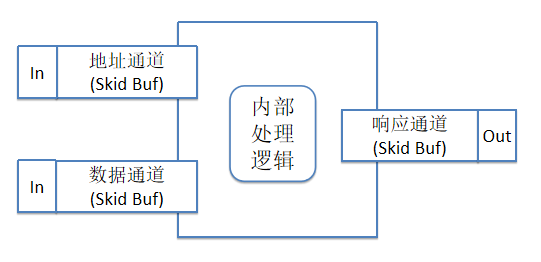 In
地址通道
(Skid Buf)
内部
处理
逻辑
响应通道
(Skid Buf)
Out
In
数据通道
(Skid Buf)